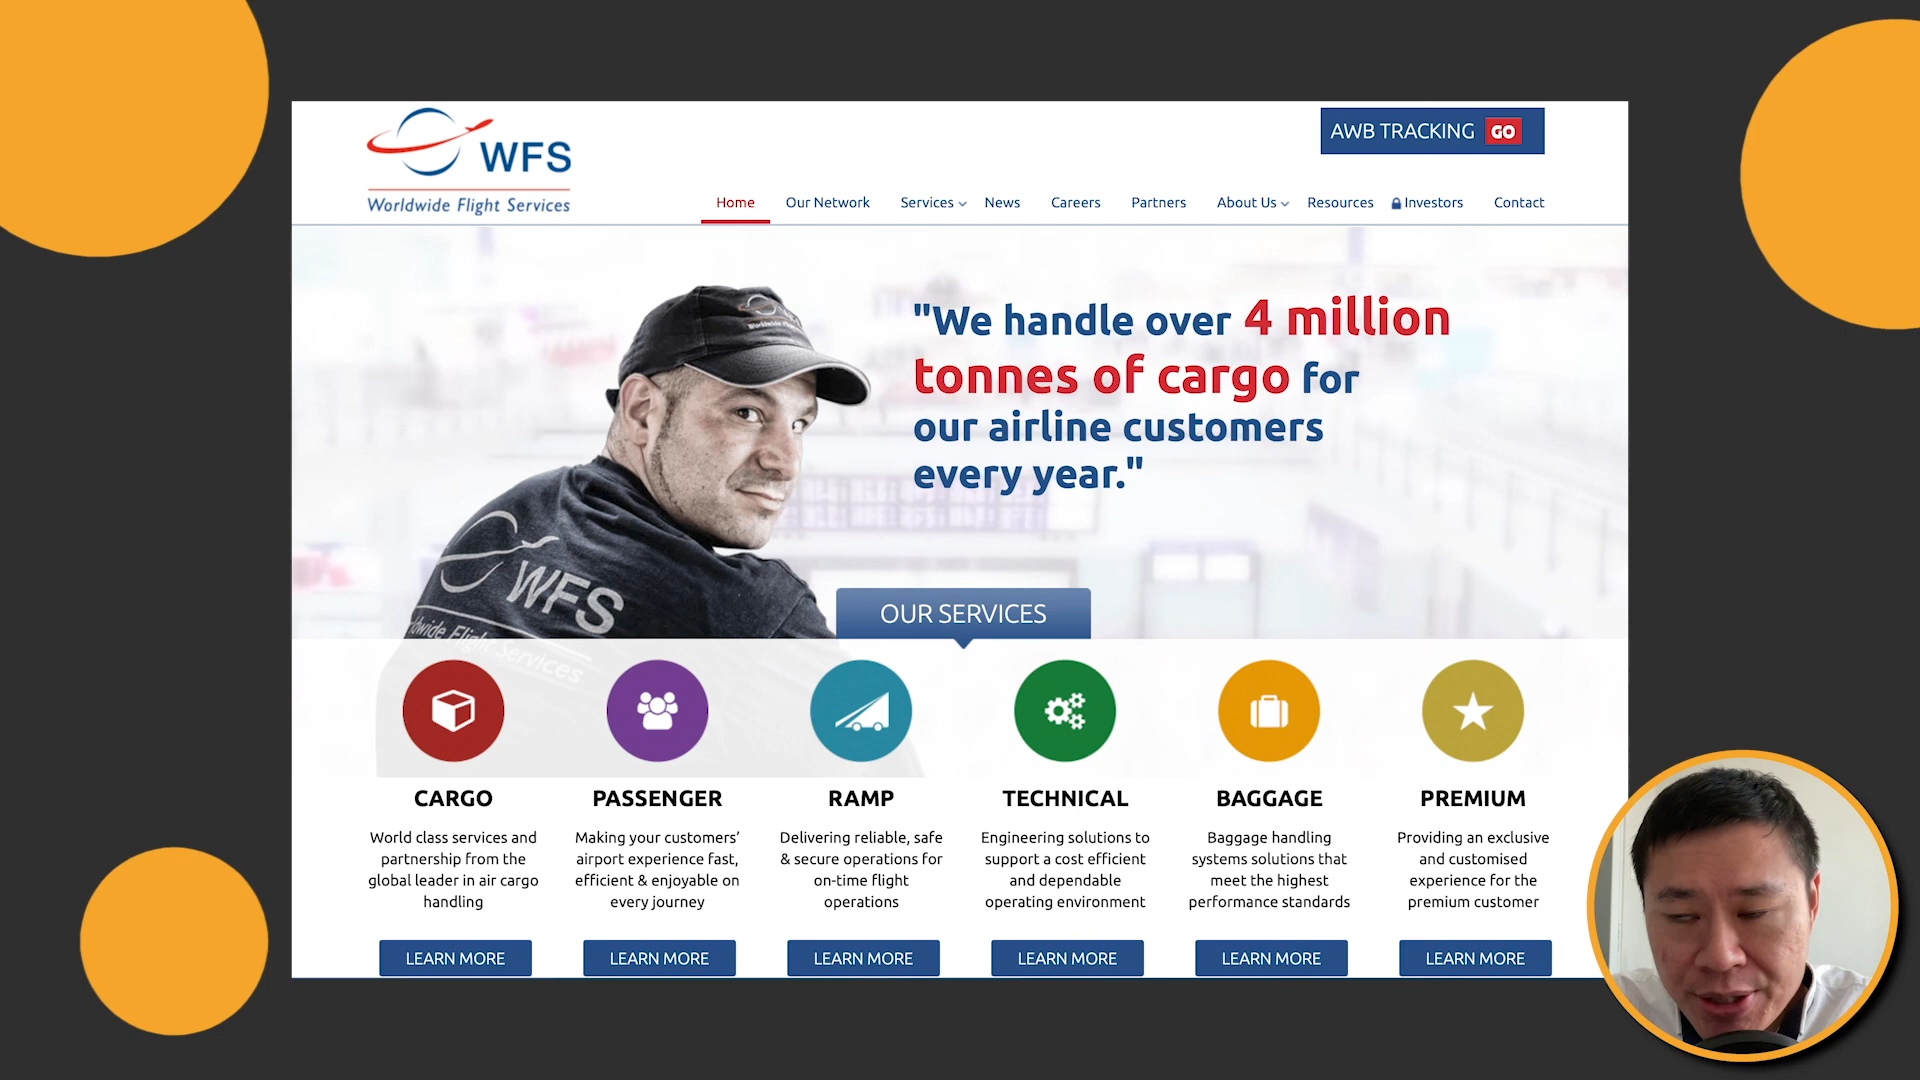 WFS
Worldwide Flight Services
AWB TRACKING GO
Home Our Network Services News Careers Partners About Us Resources Investors Contact
"We handle over 4 million
tonnes of cargo for
our airline customers
every year."
WFS
OUR SERVICES
CARGO
World class services and
partnership from the
global leader in air cargo
handling
LEARN MORE
PASSENGER
Making your customers’
airport experience fast,
efficient & enjoyable on
every journey
LEARN MORE
RAMP
Delivering reliable, safe
& secure operations for
on-time flight
operations
LEARN MORE
TECHNICAL
Engineering solutions to
support a cost efficient
and dependable
operating environment
LEARN MORE
BAGGAGE
Baggage handling
systems solutions that
meet the highest
performance standards
LEARN MORE
PREMIUM
Providing an exclusive
and customised
experience for the
premium customer
LEARN MORE